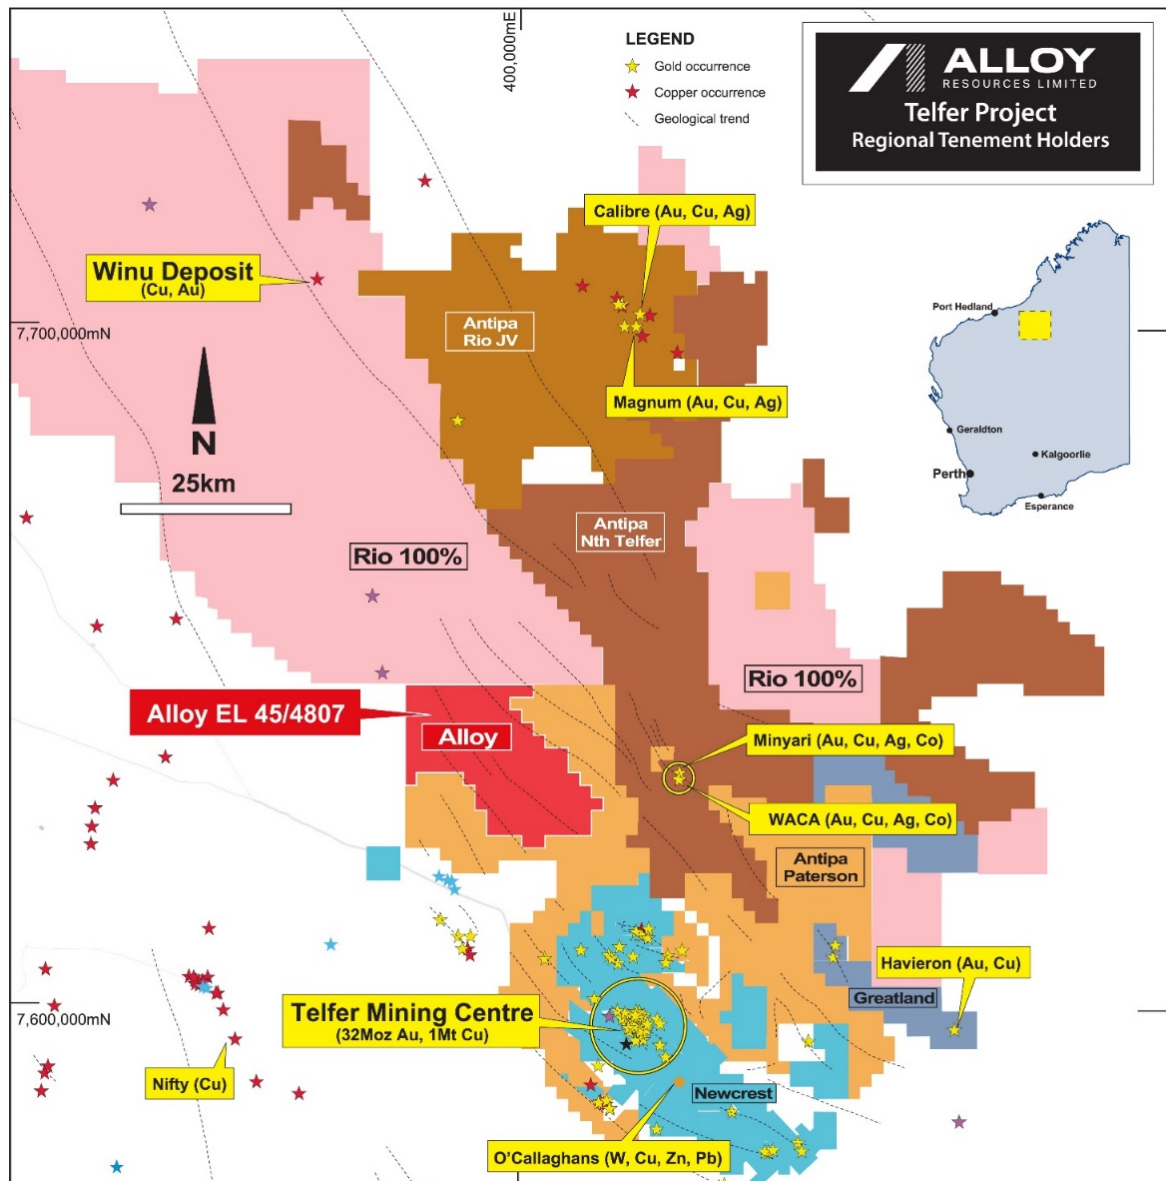 400,000mE
LEGEND
Gold occurrence
Copper occurrence
Geological trend
ALLOY
RESOURCES LIMITED
Telfer Project
Regional Tenement Holders
Calibre (Au, Cu, Ag)
Winu Deposit
(Cu, Au)
Port Hedland
7,700,000mN
Antipa
Rio JV
Magnum (Au, Cu, Ag)
N
Geraldton
Kalgoorlie
Perth
Esperance
25km
Antipa
Nth Telfer
Rio 100%
Rio 100%
Alloy EL 45/4807
Alloy
Minyari (Au, Cu, Ag, Co)
WACA (Au, Cu, Ag, Co)
Antipa
Paterson
Havieron (Au, Cu)
Greatland
Telfer Mining Centre
(32Moz Au, 1Mt Cu)
7,600,000mN
Nifty (Cu)
Newcrest
O'Callaghans (W, Cu, Zn, Pb)